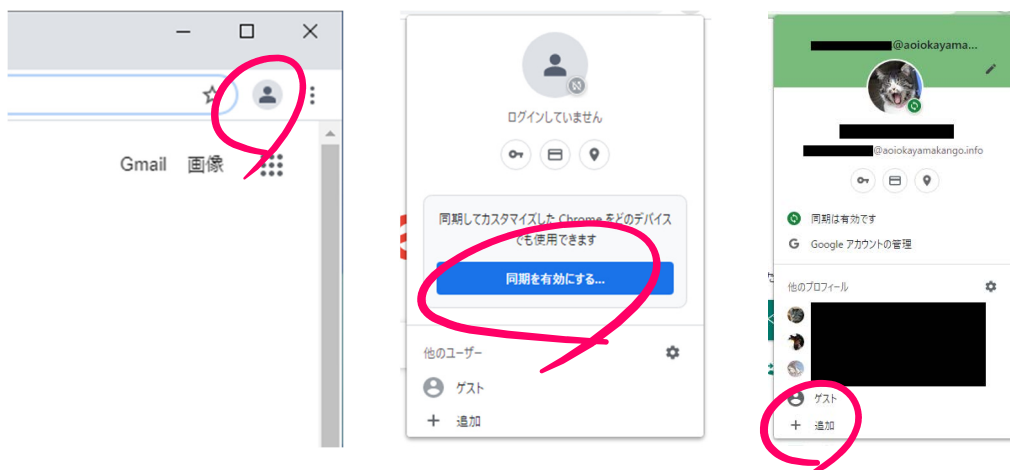 Gmail 画像
ログインしていません
同期してカスタマイズした Chrome をどのデバイス
でも使用できます
同期を有効にする...
他のユーザー
ゲスト
+ 追加
@aoiokayama...
@aoiokayamakango.info
同期は有効です
G Google アカウントの管理
他のプロフィール
ゲスト
+ 追加